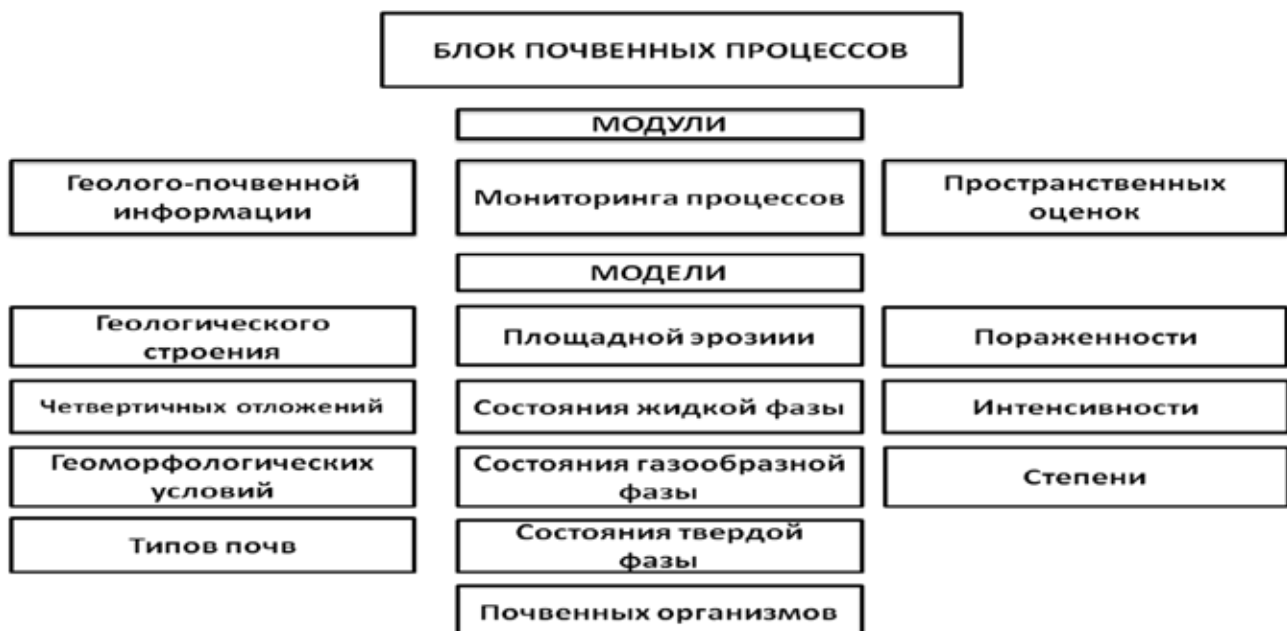 БЛОК ПОЧВЕННЫХ ПРОЦЕССОВ
МОДУЛИ
Геолого-почвенной
информации
Мониторинга процессов
Пространственных
оценок
МОДЕЛИ
Геологического
строения
Площадной эрозиии
Пораженности
Четвертичных отложений
Состояния жидкой фазы
Интенсивности
Геоморфологических
условий
Состояния газообразной
фазы
Степени
Типов почв
Состояния твердой
фазы
Почвенных организмов